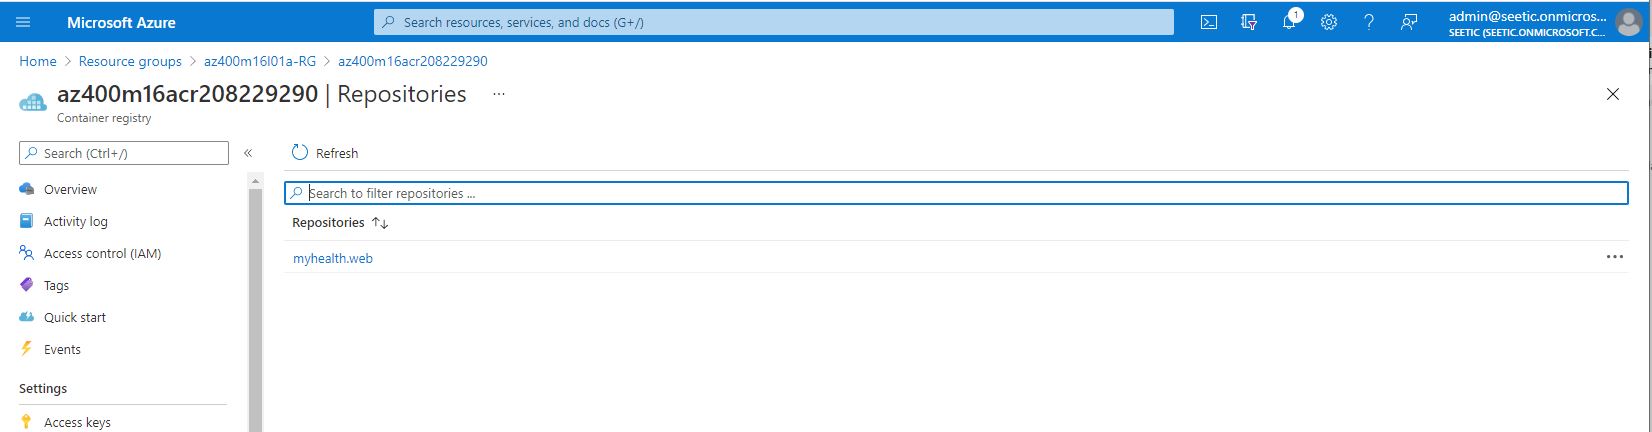 Microsoft Azure
Search resources, services, and docs (G+/)
1
admin@seetic.onmicros...
SEETIC (SEETIC.ONMICROSOFT.C...
Home > Resource groups > az400m16l01a-RG > az400m16acr208229290
az400m16acr208229290 | Repositories ...
Container registry
Search (Ctrl+/)
«
Refresh
Overview
Search to filter repositories ...
Activity log
Repositories ↑↓
Access control (IAM)
myhealth.web
...
Tags
Quick start
Events
Settings
Access keys